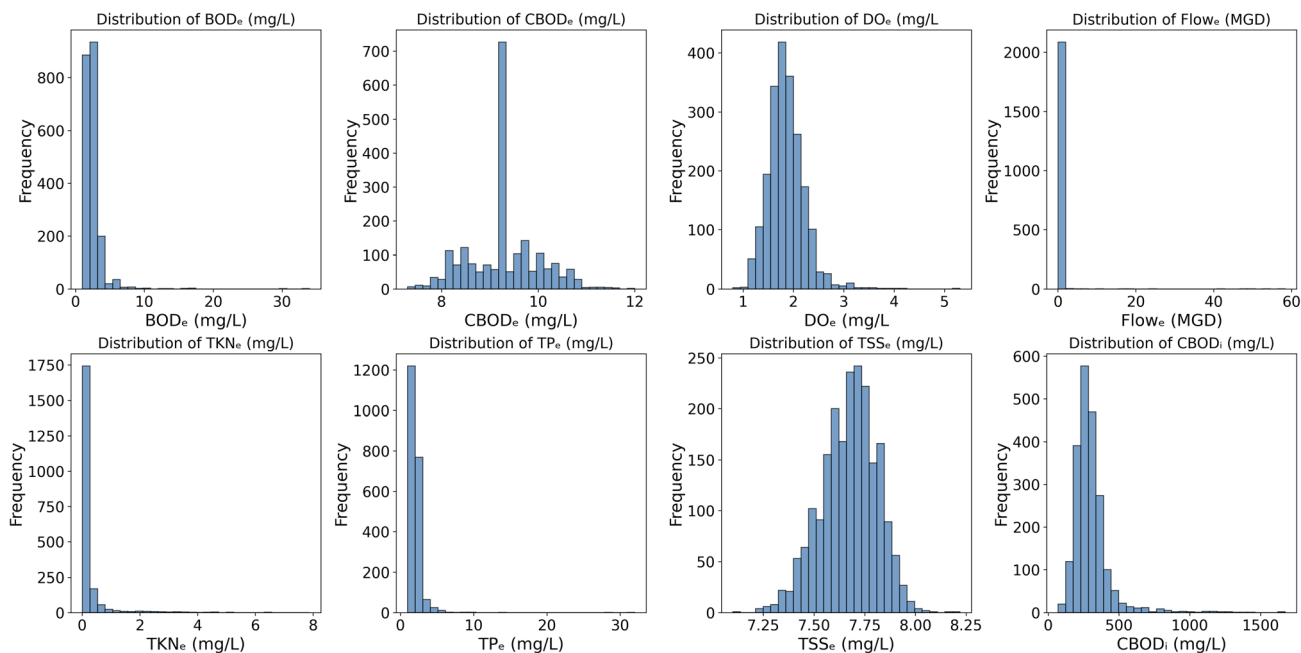 Distribution of BODₑ (mg/L)
Frequency
800
600
400
200
0
0 10 20 30
BODₑ (mg/L)
Distribution of CBODₑ (mg/L)
Frequency
700
600
500
400
300
200
100
0
8 10 12
CBODₑ (mg/L)
Distribution of DOₑ (mg/L
Frequency
400
300
200
100
0
1 2 3 4 5
DOₑ (mg/L
Distribution of Flowₑ (MGD)
Frequency
2000
1500
1000
500
0
0 20 40 60
Flowₑ (MGD)
Distribution of TKNₑ (mg/L)
Frequency
1750
1500
1250
1000
750
500
250
0
0 2 4 6 8
TKNₑ (mg/L)
Distribution of TPₑ (mg/L)
Frequency
1200
1000
800
600
400
200
0
0 10 20 30
TPₑ (mg/L)
Distribution of TSSₑ (mg/L)
Frequency
250
200
150
100
50
0
7.25 7.50 7.75 8.00 8.25
TSSₑ (mg/L)
Distribution of CBODᵢ (mg/L)
Frequency
600
500
400
300
200
100
0
0 500 1000 1500
CBODᵢ (mg/L)